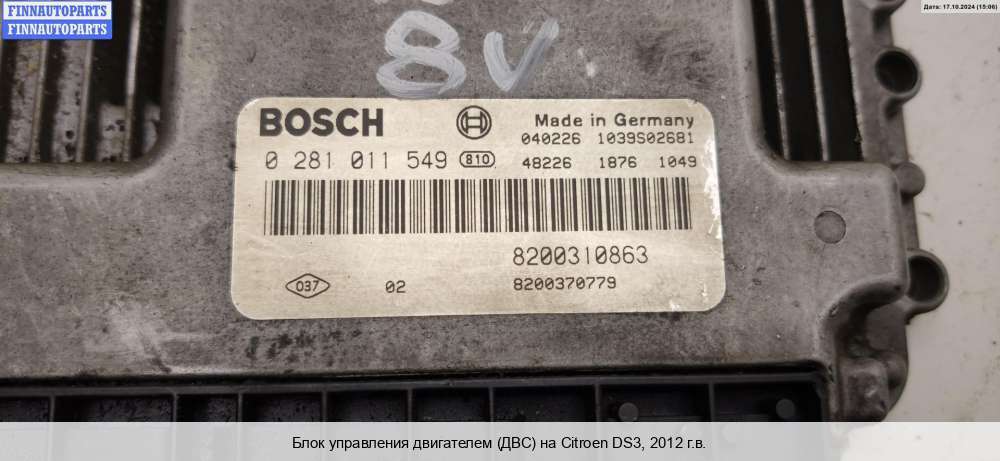 FINNAUTOPARTS
FINNAUTOPARTS
Дата: 17.10.2024 (15:06)
8V
BOSCH
Made in Germany
040226 1039S02681
0 281 011 549 810
48226 1876 1049
8200310863
037 02 8200370779
Блок управления двигателем (ДВС) на Citroen DS3, 2012 г.в.